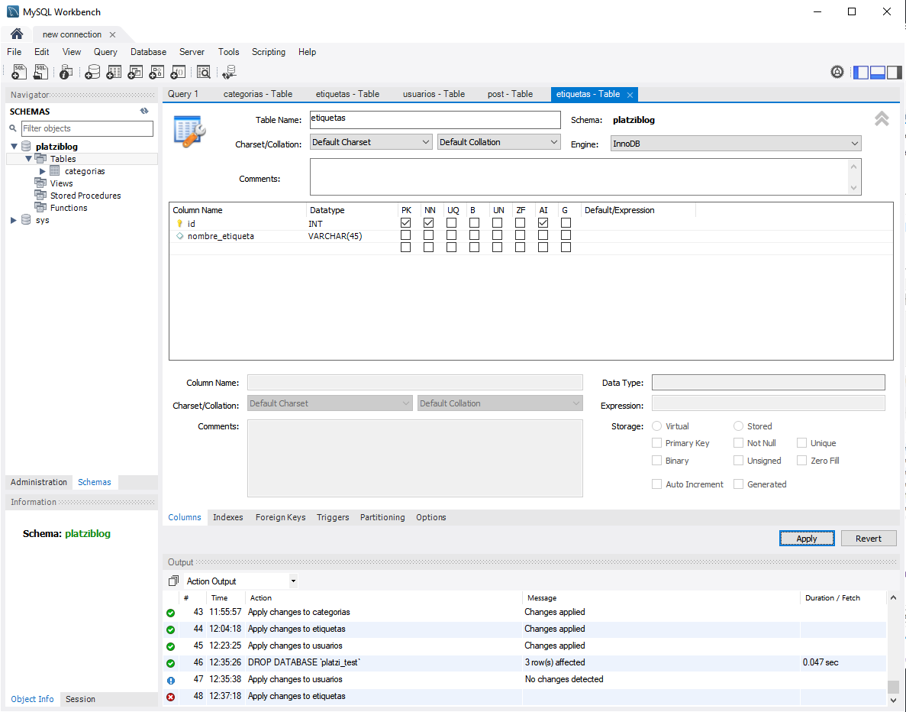 MySQL Workbench
new connection
File Edit View Query Database Server Tools Scripting Help
Navigator
SCHEMAS
Filter objects
platziblog
Tables
categorias
Views
Stored Procedures
Functions
sys
Administration Schemas
Information
Schema: platziblog
Object Info Session
Query 1 categorias - Table etiquetas - Table usuarios - Table post - Table etiquetas - Table
Table Name: etiquetas Schema: platziblog
Charset/Collation: Default Charset Default Collation Engine: InnoDB
Comments:
Column Name Datatype PK NN UQ B UN ZF AI G Default/Expression
id INT
nombre_etiqueta VARCHAR(45)
Column Name: Data Type:
Charset/Collation: Default Charset Default Collation Expression:
Comments: Storage: Virtual Stored
Primary Key Not Null Unique
Binary Unsigned Zero Fill
Auto Increment Generated
Columns Indexes Foreign Keys Triggers Partitioning Options
Apply Revert
Output
Action Output
# Time Action Message Duration / Fetch
43 11:55:57 Apply changes to categorias Changes applied
44 12:04:18 Apply changes to etiquetas Changes applied
45 12:23:25 Apply changes to usuarios Changes applied
46 12:35:26 DROP DATABASE `platzi_test` 3 row(s) affected 0.047 sec
47 12:35:38 Apply changes to usuarios No changes detected
48 12:37:18 Apply changes to etiquetas